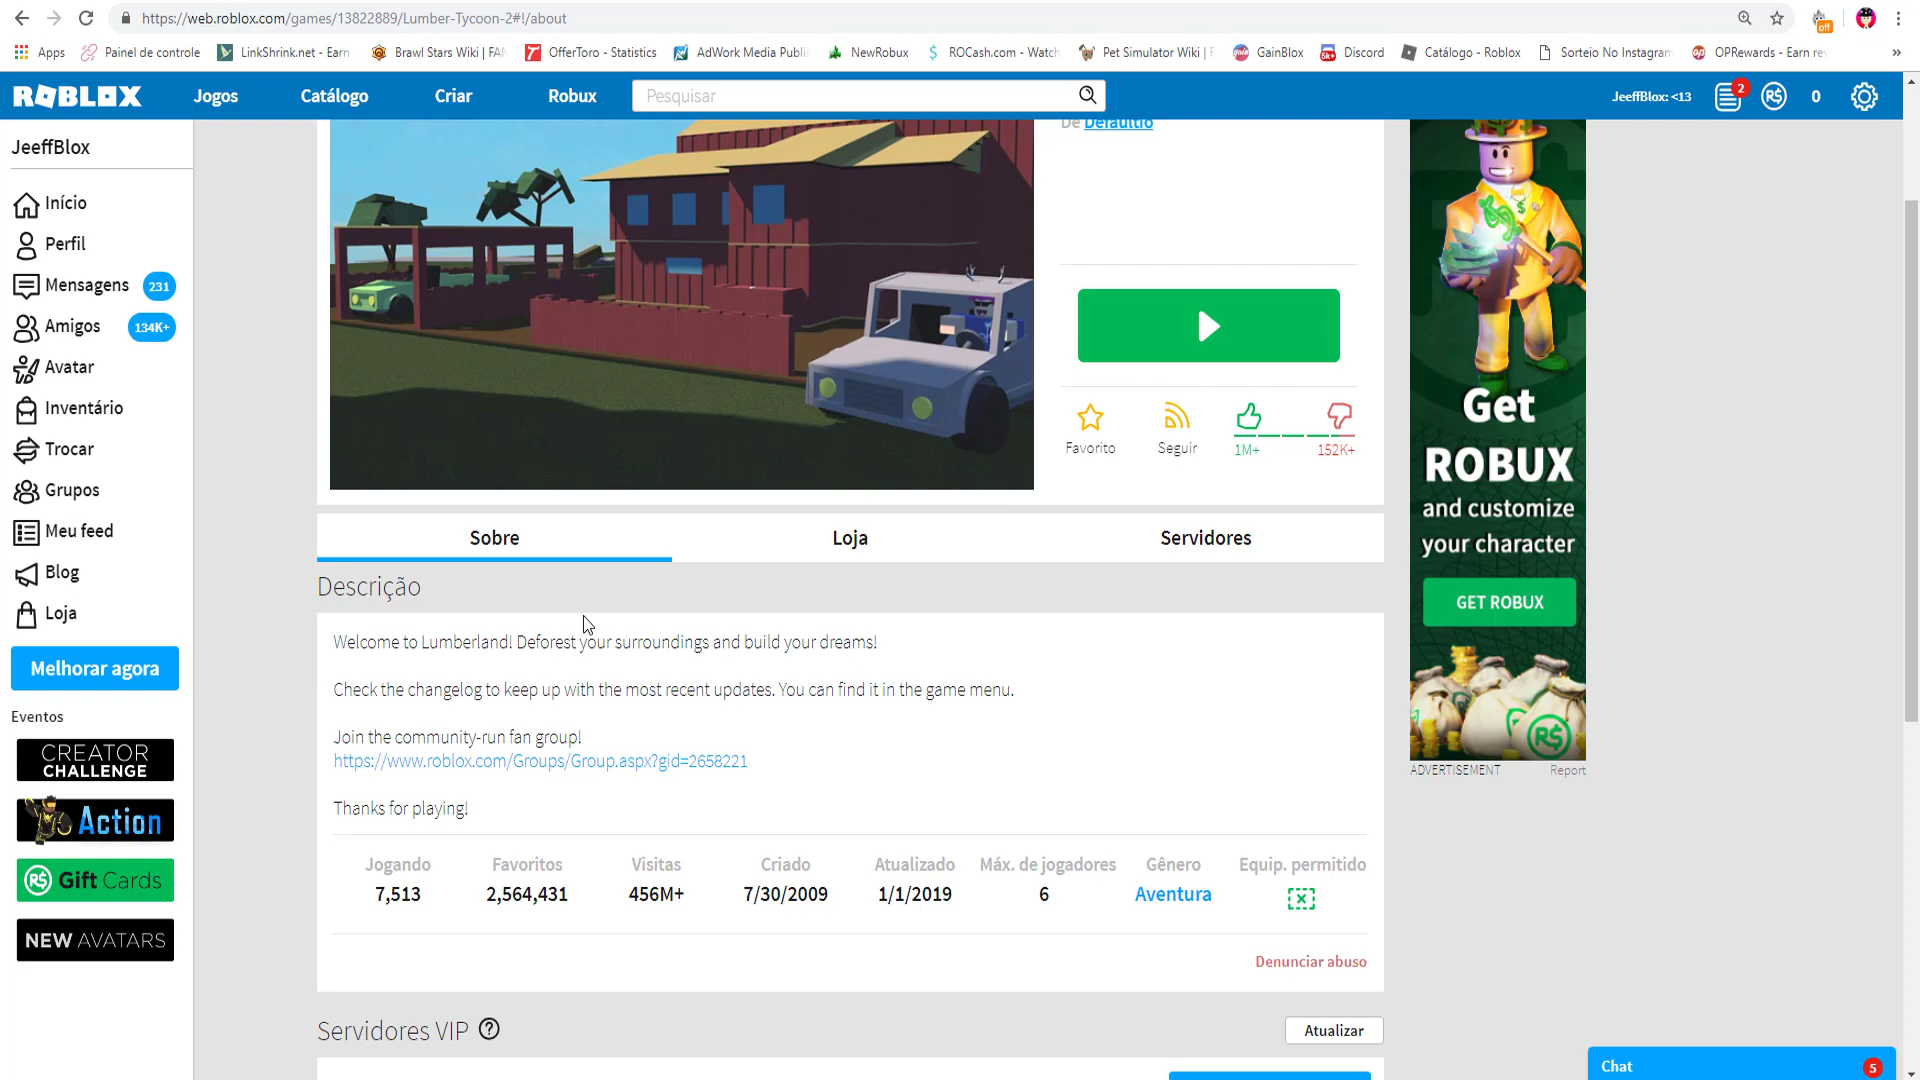 https://web.roblox.com/games/13822889/Lumber-Tycoon-2#!/about
off
Apps
Painel de controle
LinkShrink.net - Earn
Brawl Stars Wiki | FAN
OfferToro - Statistics
AdWork Media Publis
NewRobux
ROCash.com - Watch
Pet Simulator Wiki | F
GainBlox
Discord
Catálogo - Roblox
Sorteio No Instagram
OPRewards - Earn rev
»
ROBLOX
Jogos
Catálogo
Criar
Robux
Pesquisar
JeeffBlox: <13
2
0
JeeffBlox
Início
Perfil
Mensagens 231
Amigos 134K+
Avatar
Inventário
Trocar
Grupos
Meu feed
Blog
Loja
Melhorar agora
Eventos
CREATOR
CHALLENGE
Action
Gift Cards
NEW AVATARS
De Defaultio
Favorito
Seguir
1M+
152K+
Sobre
Loja
Servidores
Descrição
Welcome to Lumberland! Deforest your surroundings and build your dreams!
Check the changelog to keep up with the most recent updates. You can find it in the game menu.
Join the community-run fan group!
https://www.roblox.com/Groups/Group.aspx?gid=2658221
Thanks for playing!
Jogando Favoritos Visitas Criado Atualizado Máx. de jogadores Gênero Equip. permitido
7,513 2,564,431 456M+ 7/30/2009 1/1/2019 6 Aventura
Denunciar abuso
Servidores VIP
Atualizar
Get
ROBUX
and customize
your character
GET ROBUX
R$
ADVERTISEMENT
Report
Chat
5